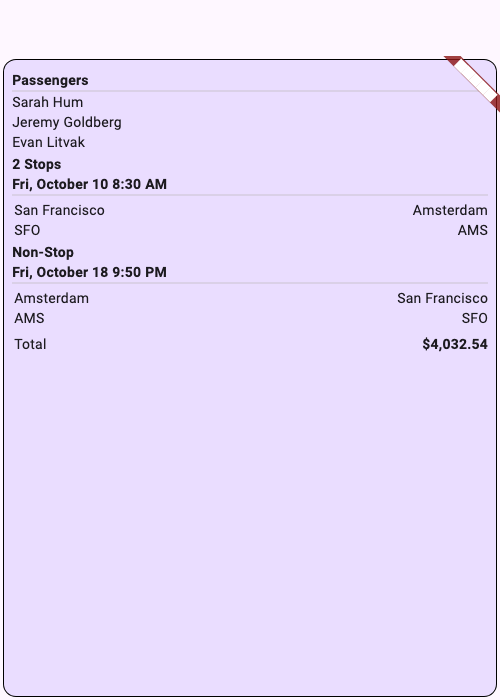 Passengers
Sarah Hum
Jeremy Goldberg
Evan Litvak
2 Stops
Fri, October 10 8:30 AM
San Francisco Amsterdam
SFO AMS
Non-Stop
Fri, October 18 9:50 PM
Amsterdam San Francisco
AMS SFO
Total $4,032.54